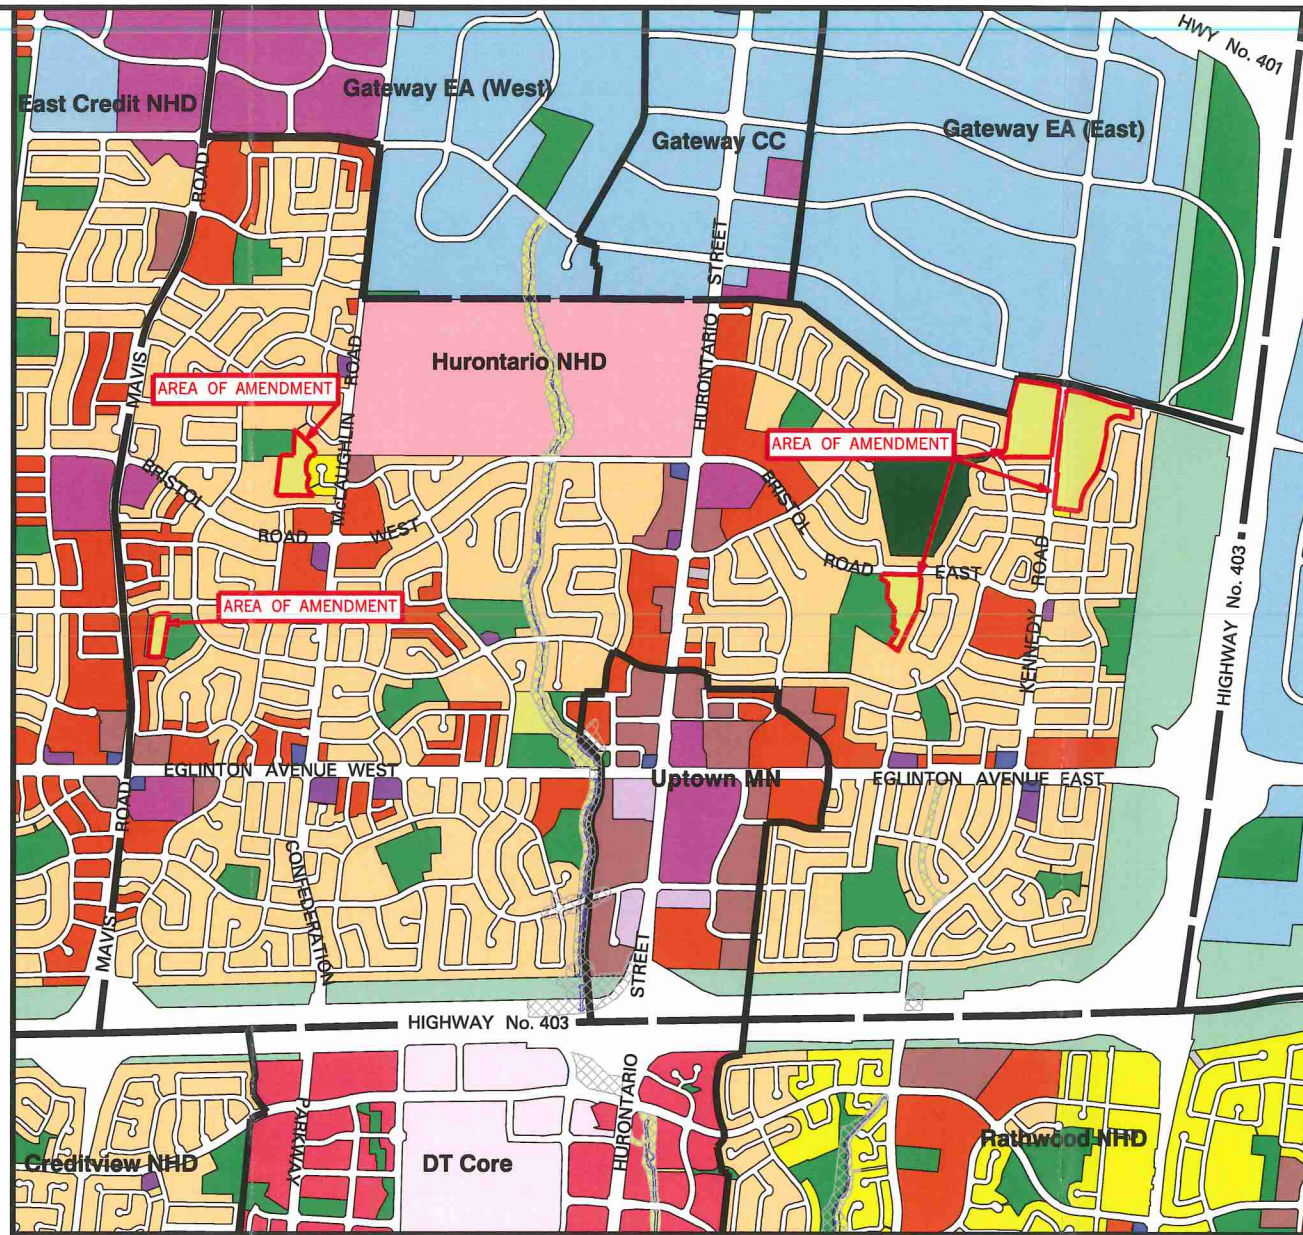 HWY No. 401
East Credit NHD
Gateway EA (West)
Gateway CC
Gateway EA (East)
ROAD
STREET
HURONTARIO
Hurontario NHD
MAVIS
ROAD
McLAUGHLIN
AREA OF AMENDMENT
AREA OF AMENDMENT
BRISTOL
ROAD
WEST
BRISTOL
ROAD
EAST
ROAD
KENNEDY
HIGHWAY No. 403
AREA OF AMENDMENT
EGLINTON AVENUE WEST
Uptown MN
EGLINTON AVENUE EAST
ROAD
MAVIS
CONFEDERATION
STREET
HIGHWAY No. 403
HURONTARIO
PARKWAY
Creditview NHD
DT Core
Rathwood NHD